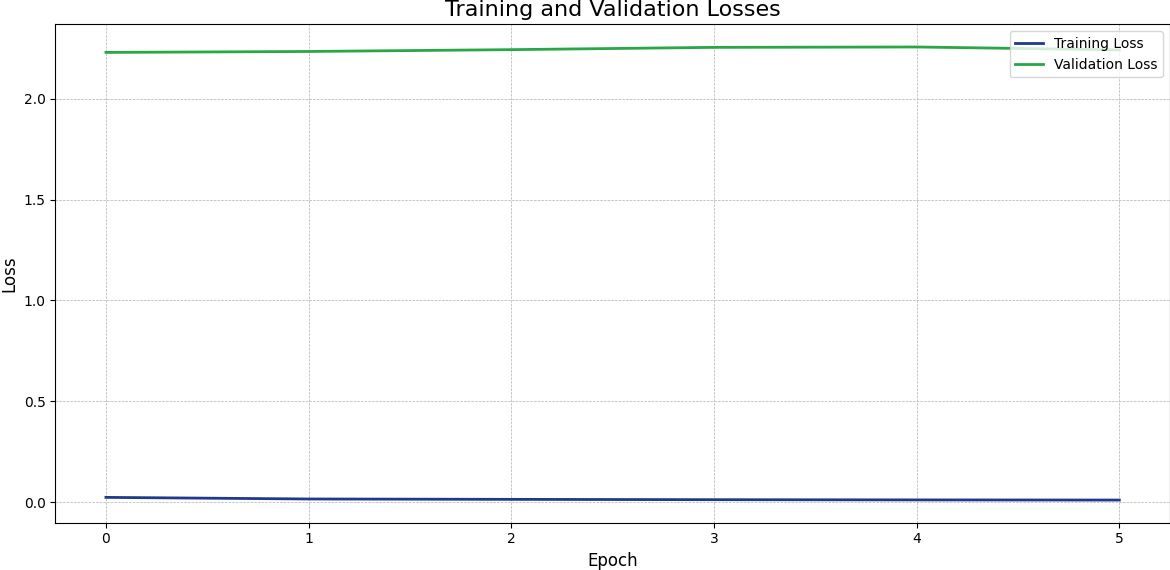 Training and Validation Losses
Training Loss
Validation Loss
2.0
1.5
1.0
0.5
0.0
Loss
0 1 2 3 4 5
Epoch